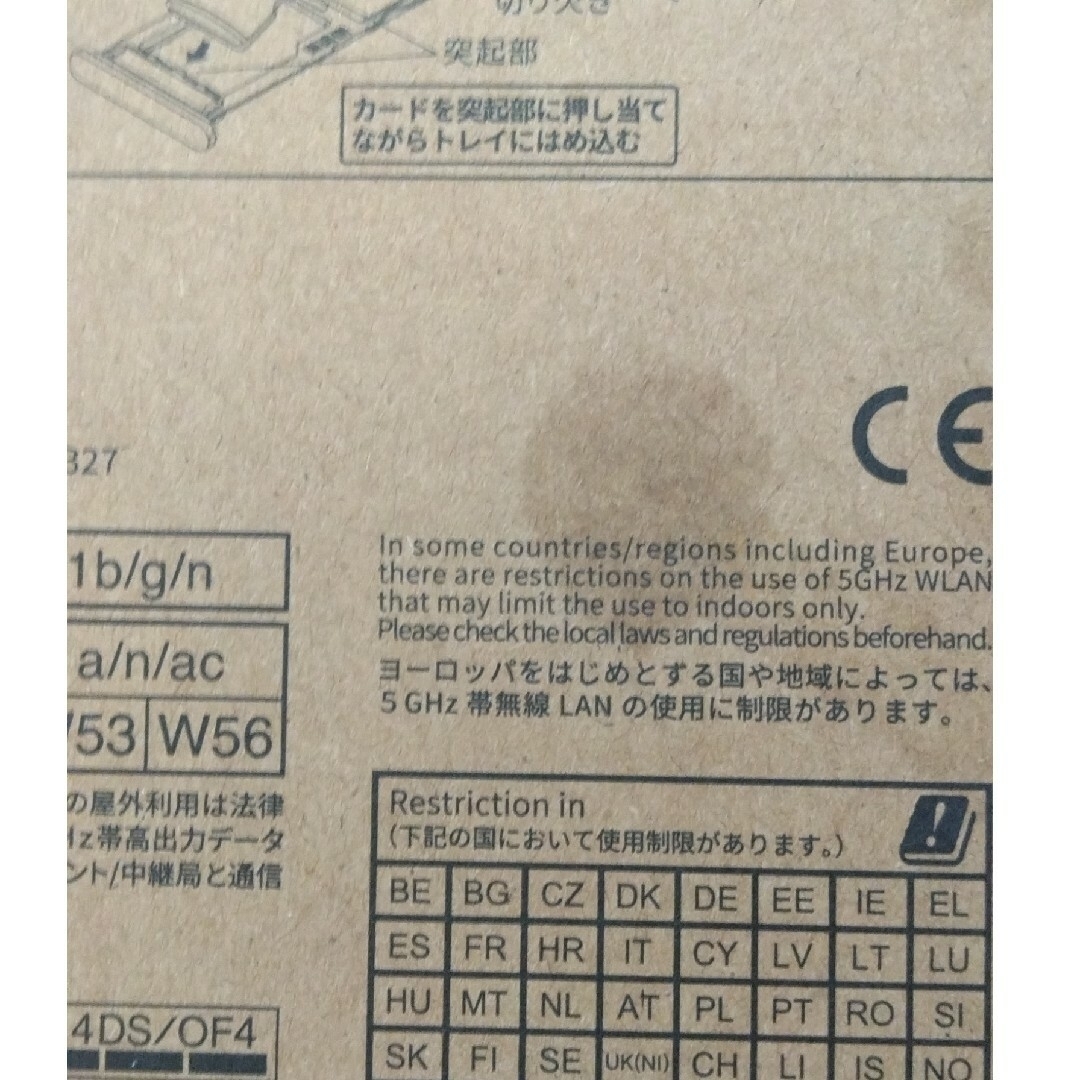 切り欠き
突起部
カードを突起部に押し当て
ながらトレイにはめ込む
327
CE
1b/g/n
a/n/ac
W53 W56
の屋外利用は法律
Hz帯高出力データ
ント/中継局と通信
4DS/OF4
In some countries/regions including Europe,
there are restrictions on the use of 5GHz WLAN
that may limit the use to indoors only.
Please check the local laws and regulations beforehand.
ヨーロッパをはじめとする国や地域によっては、
5 GHz 帯無線 LAN の使用に制限があります。
Restriction in
（下記の国において使用制限があります。）
BE BG CZ DK DE EE IE EL
ES FR HR IT CY LV LT LU
HU MT NL AT PL PT RO SI
SK FI SE UK(NI) CH LI IS NO